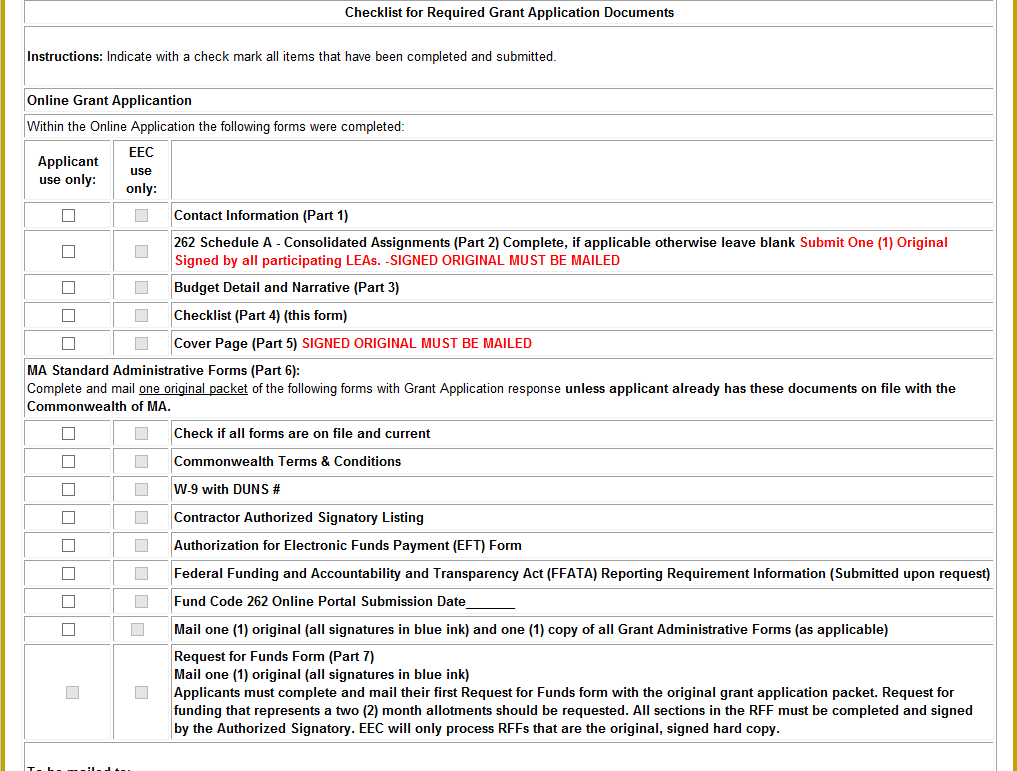 Checklist for Required Grant Application Documents
Instructions: Indicate with a check mark all items that have been completed and submitted.
Online Grant Applicantion
Within the Online Application the following forms were completed:
Applicant
use only:
EEC
use
only:
Contact Information (Part 1)
262 Schedule A - Consolidated Assignments (Part 2) Complete, if applicable otherwise leave blank Submit One (1) Original
Signed by all participating LEAs. -SIGNED ORIGINAL MUST BE MAILED
Budget Detail and Narrative (Part 3)
Checklist (Part 4) (this form)
Cover Page (Part 5) SIGNED ORIGINAL MUST BE MAILED
MA Standard Administrative Forms (Part 6):
Complete and mail one original packet of the following forms with Grant Application response unless applicant already has these documents on file with the
Commonwealth of MA.
Check if all forms are on file and current
Commonwealth Terms & Conditions
W-9 with DUNS #
Contractor Authorized Signatory Listing
Authorization for Electronic Funds Payment (EFT) Form
Federal Funding and Accountability and Transparency Act (FFATA) Reporting Requirement Information (Submitted upon request)
Fund Code 262 Online Portal Submission Date_______
Mail one (1) original (all signatures in blue ink) and one (1) copy of all Grant Administrative Forms (as applicable)
Request for Funds Form (Part 7)
Mail one (1) original (all signatures in blue ink)
Applicants must complete and mail their first Request for Funds form with the original grant application packet. Request for
funding that represents a two (2) month allotments should be requested. All sections in the RFF must be completed and signed
by the Authorized Signatory. EEC will only process RFFs that are the original, signed hard copy.
To be mailed to: